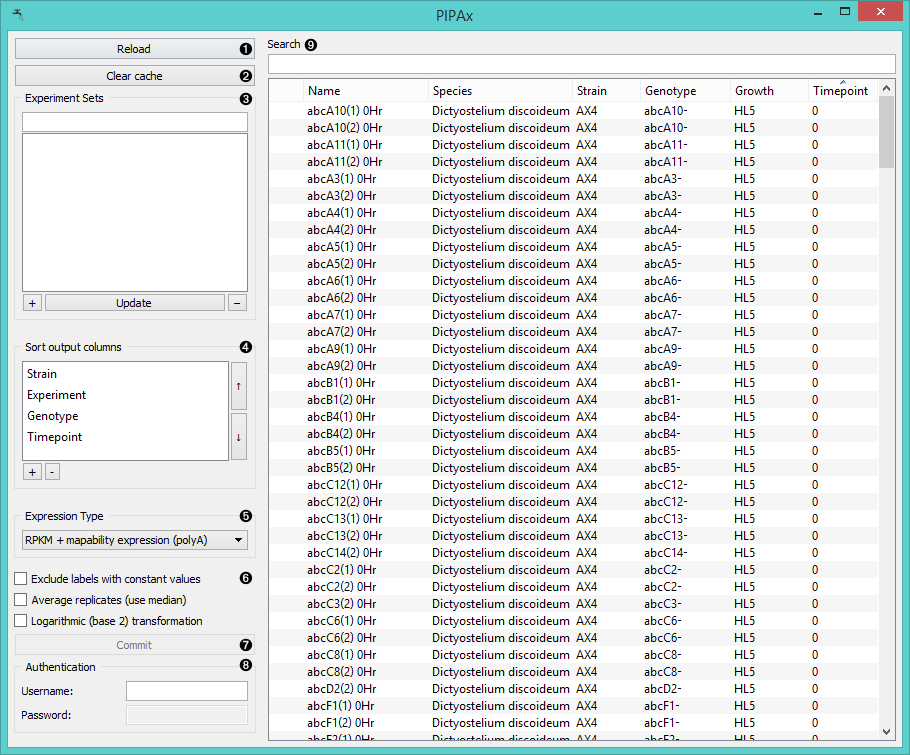 PIPAx
Reload ❶
Clear cache ❷
Experiment Sets ❸
+ Update −
Sort output columns ❹
Strain
Experiment
Genotype
Timepoint
↑
↓
+ -
Expression Type ❺
RPKM + mapability expression (polyA)
Exclude labels with constant values ❻
Average replicates (use median)
Logarithmic (base 2) transformation
Commit ❼
Authentication ❽
Username:
Password:
Search ❾
Name Species Strain Genotype Growth Timepoint
abcA10(1) 0Hr Dictyostelium discoideum AX4 abcA10- HL5 0
abcA10(2) 0Hr Dictyostelium discoideum AX4 abcA10- HL5 0
abcA11(1) 0Hr Dictyostelium discoideum AX4 abcA11- HL5 0
abcA11(2) 0Hr Dictyostelium discoideum AX4 abcA11- HL5 0
abcA3(1) 0Hr Dictyostelium discoideum AX4 abcA3- HL5 0
abcA3(2) 0Hr Dictyostelium discoideum AX4 abcA3- HL5 0
abcA4(1) 0Hr Dictyostelium discoideum AX4 abcA4- HL5 0
abcA4(2) 0Hr Dictyostelium discoideum AX4 abcA4- HL5 0
abcA5(1) 0Hr Dictyostelium discoideum AX4 abcA5- HL5 0
abcA5(2) 0Hr Dictyostelium discoideum AX4 abcA5- HL5 0
abcA6(1) 0Hr Dictyostelium discoideum AX4 abcA6- HL5 0
abcA6(2) 0Hr Dictyostelium discoideum AX4 abcA6- HL5 0
abcA7(1) 0Hr Dictyostelium discoideum AX4 abcA7- HL5 0
abcA7(2) 0Hr Dictyostelium discoideum AX4 abcA7- HL5 0
abcA9(1) 0Hr Dictyostelium discoideum AX4 abcA9- HL5 0
abcA9(2) 0Hr Dictyostelium discoideum AX4 abcA9- HL5 0
abcB1(1) 0Hr Dictyostelium discoideum AX4 abcB1- HL5 0
abcB1(2) 0Hr Dictyostelium discoideum AX4 abcB1- HL5 0
abcB4(1) 0Hr Dictyostelium discoideum AX4 abcB4- HL5 0
abcB4(2) 0Hr Dictyostelium discoideum AX4 abcB4- HL5 0
abcB5(1) 0Hr Dictyostelium discoideum AX4 abcB5- HL5 0
abcB5(2) 0Hr Dictyostelium discoideum AX4 abcB5- HL5 0
abcC12(1) 0Hr Dictyostelium discoideum AX4 abcC12- HL5 0
abcC12(2) 0Hr Dictyostelium discoideum AX4 abcC12- HL5 0
abcC13(1) 0Hr Dictyostelium discoideum AX4 abcC13- HL5 0
abcC13(2) 0Hr Dictyostelium discoideum AX4 abcC13- HL5 0
abcC14(2) 0Hr Dictyostelium discoideum AX4 abcC14- HL5 0
abcC2(1) 0Hr Dictyostelium discoideum AX4 abcC2- HL5 0
abcC2(2) 0Hr Dictyostelium discoideum AX4 abcC2- HL5 0
abcC3(2) 0Hr Dictyostelium discoideum AX4 abcC3- HL5 0
abcC6(1) 0Hr Dictyostelium discoideum AX4 abcC6- HL5 0
abcC6(2) 0Hr Dictyostelium discoideum AX4 abcC6- HL5 0
abcC8(1) 0Hr Dictyostelium discoideum AX4 abcC8- HL5 0
abcC8(2) 0Hr Dictyostelium discoideum AX4 abcC8- HL5 0
abcD2(2) 0Hr Dictyostelium discoideum AX4 abcD2- HL5 0
abcF1(1) 0Hr Dictyostelium discoideum AX4 abcF1- HL5 0
abcF1(2) 0Hr Dictyostelium discoideum AX4 abcF1- HL5 0
abcF2(1) 0Hr Dictyostelium discoideum AX4 abcF2- HL5 0